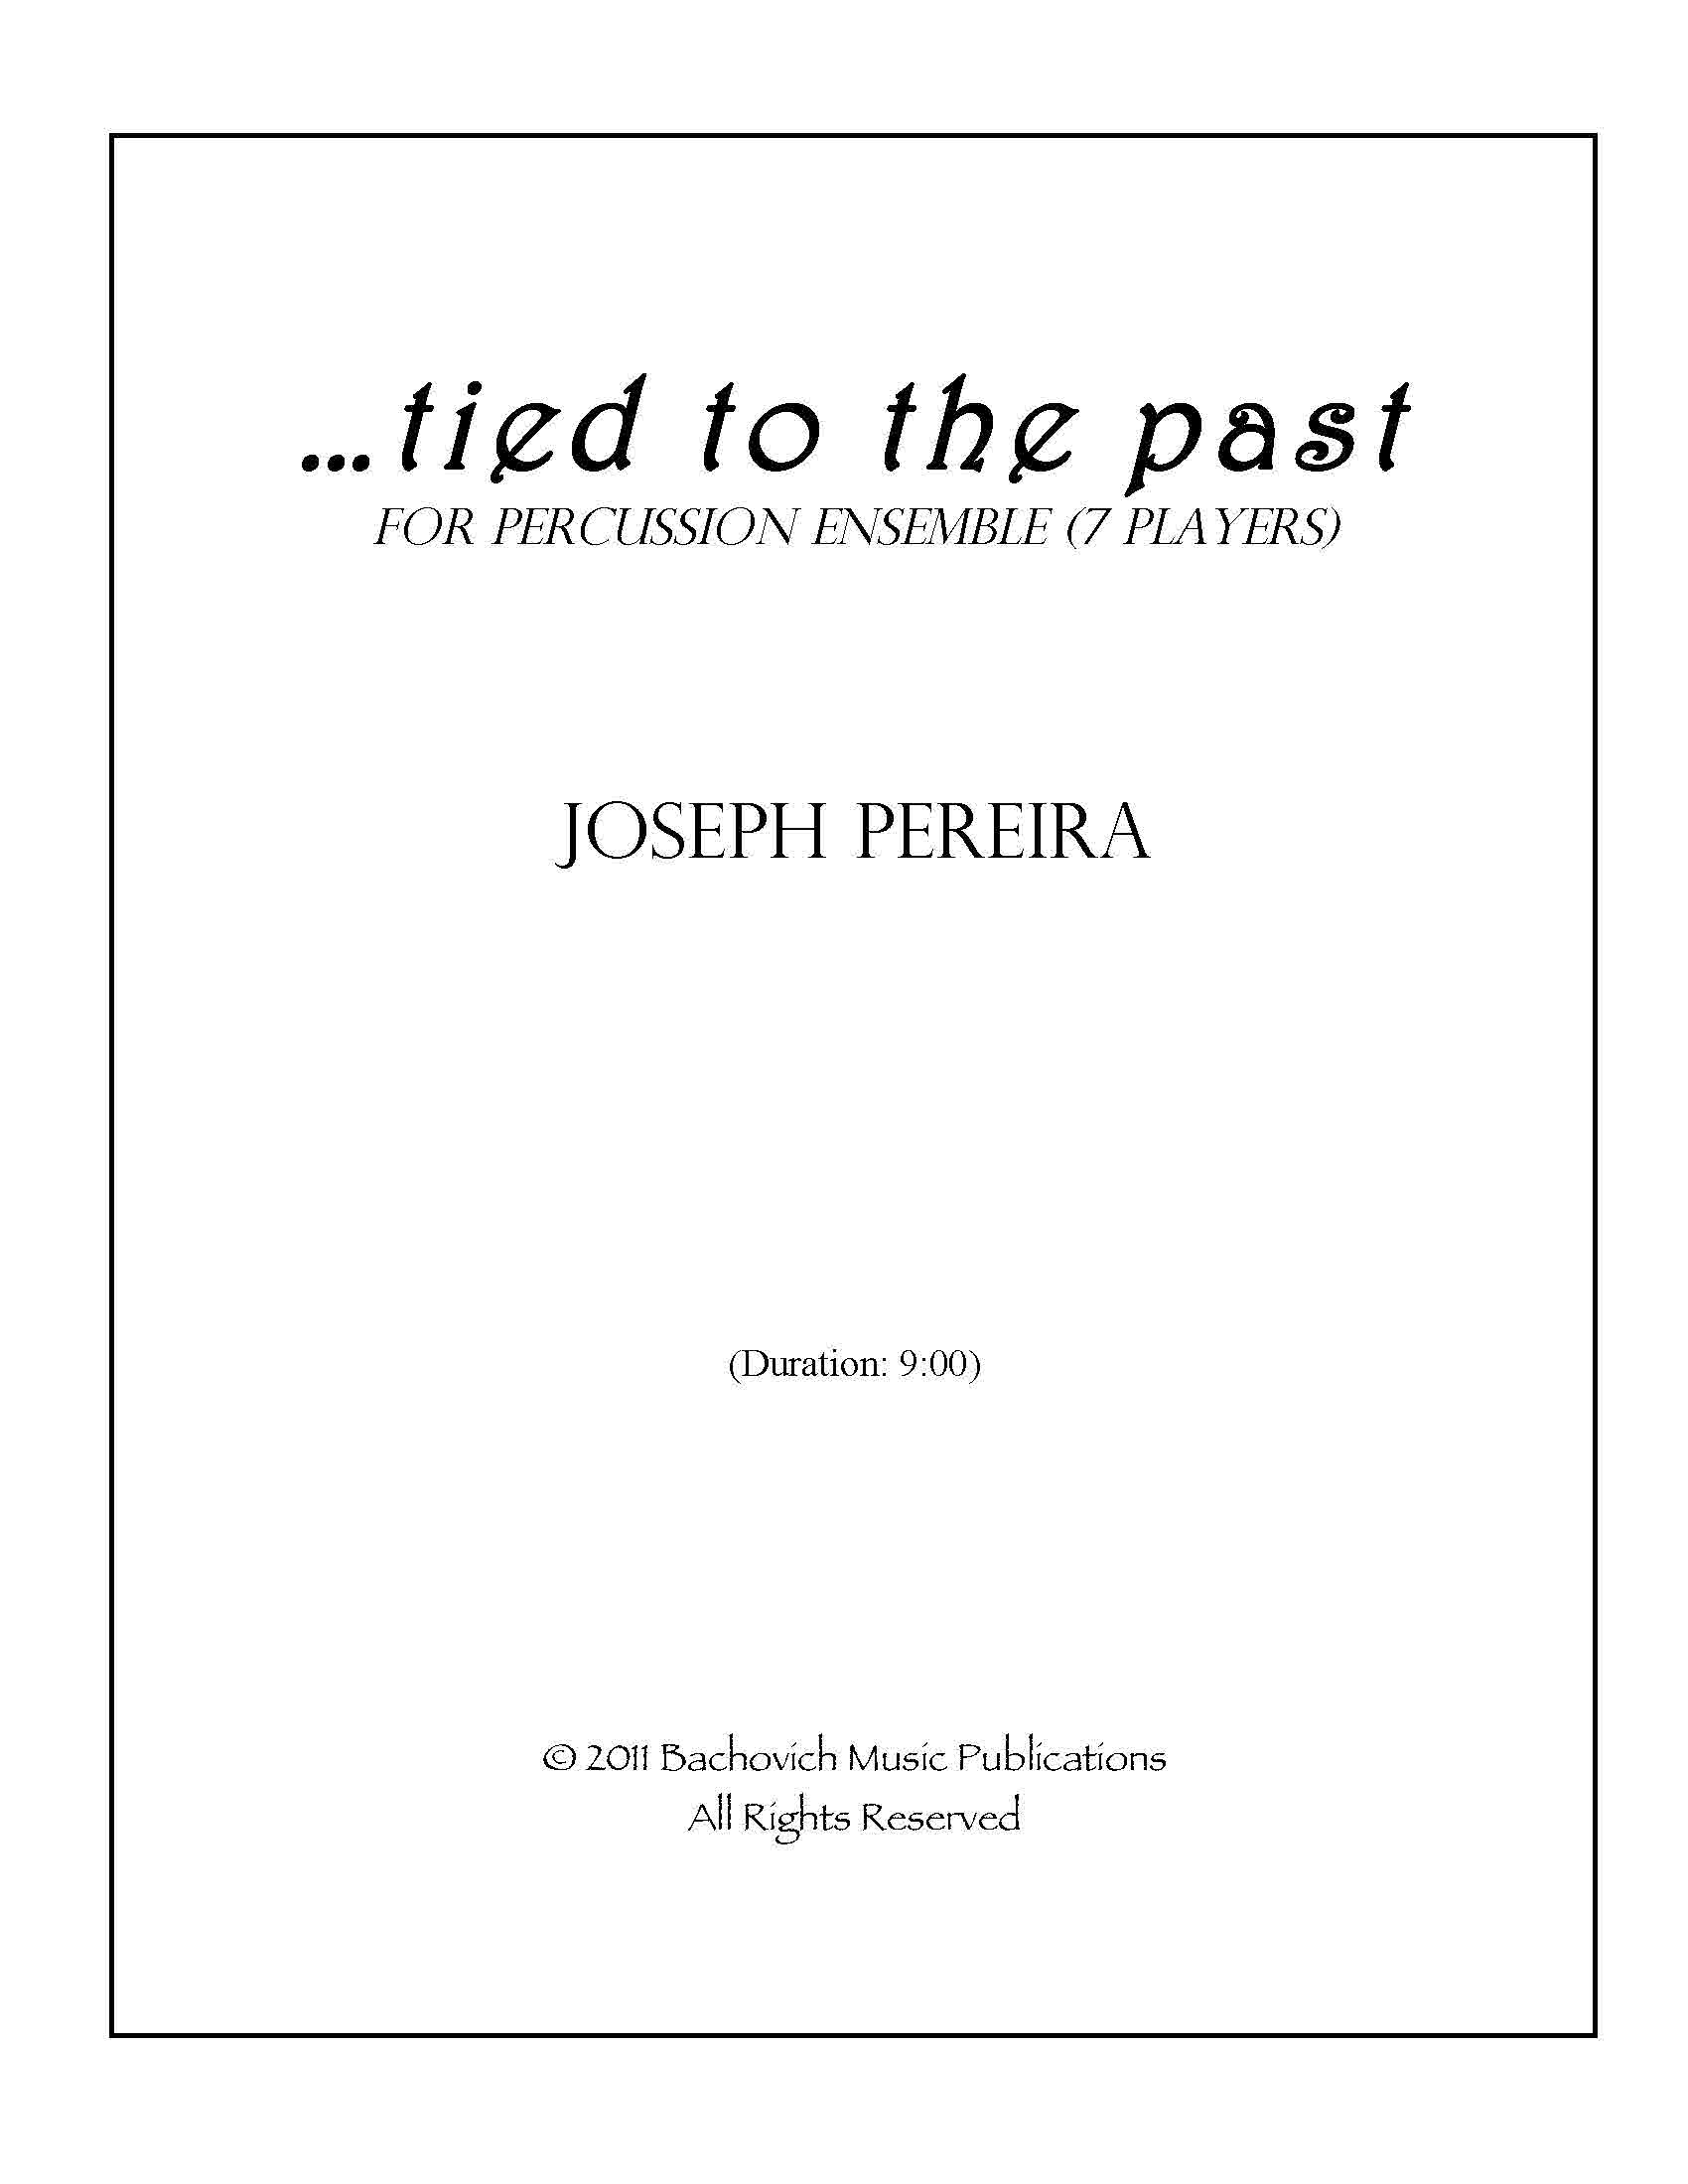 ...tied to the past
FOR PERCUSSION ENSEMBLE (7 PLAYERS)
JOSEPH PEREIRA
(Duration: 9:00)
© 2011 Bachovich Music Publications
All Rights Reserved